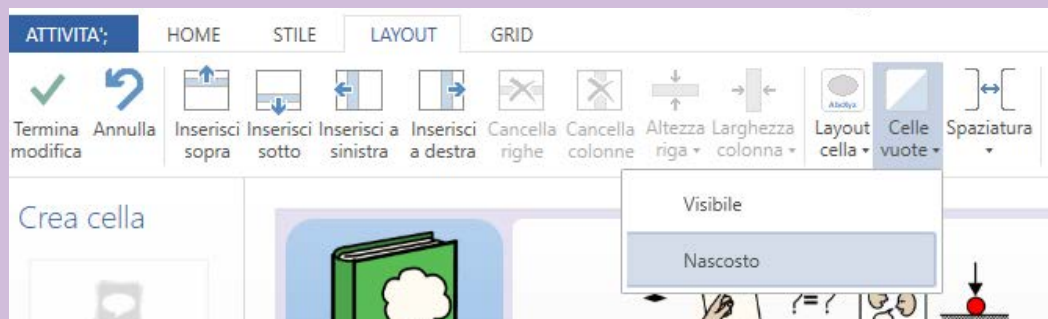 ATTIVITA'; HOME STILE LAYOUT GRID
Termina modifica
Annulla
Inserisci sopra
Inserisci sotto
Inserisci a sinistra
Inserisci a destra
Cancella righe
Cancella colonne
Altezza riga
Larghezza colonna
Abcdlyz
Layout cella
Celle vuote
Spaziatura
Visibile
Crea cella
Nascosto
?=?